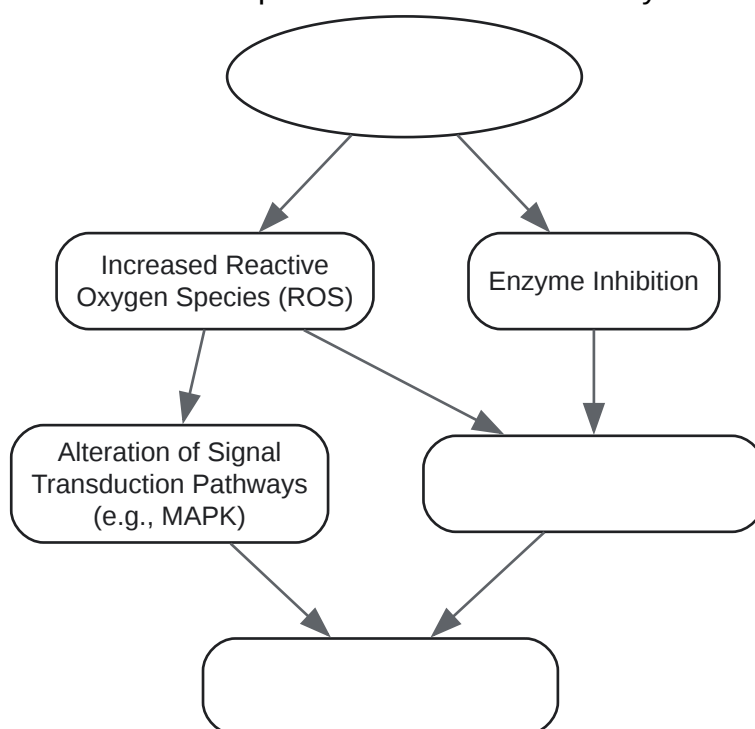 Increased Reactive
Oxygen Species (ROS)
Enzyme Inhibition
Alteration of Signal
Transduction Pathways
(e.g., MAPK)